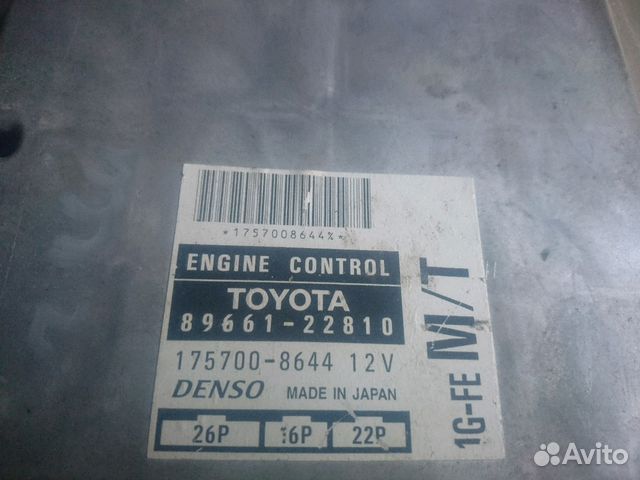 *1757008644%*
ENGINE CONTROL
TOYOTA
89661-22810
175700-8644 12V
DENSO MADE IN JAPAN
26P 16P 22P
1G-FE M/T
Avito